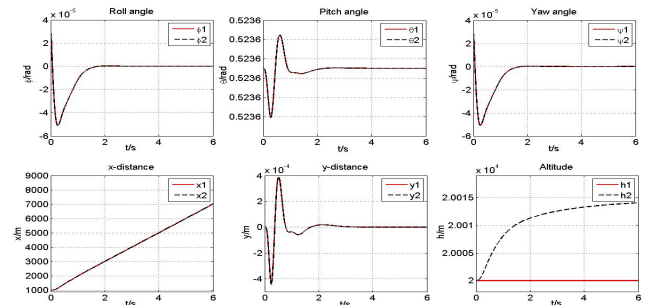 Roll angle
Pitch angle
Yaw angle
× 10⁻⁵
× 10⁻⁵
4
2
0
-2
-4
-6
ϕ/rad
ϕ1
ϕ2
0 2 4 6
t/s
0.5236
0.5236
0.5236
0.5236
0.5236
θ/rad
θ1
θ2
0 2 4 6
t/s
4
2
0
-2
-4
-6
ψ/rad
ψ1
ψ2
0 2 4 6
t/s
x-distance
y-distance
Altitude
9000
8000
7000
6000
5000
4000
3000
2000
1000
x/m
x1
x2
0 2 4 6
t/s
× 10⁻⁴
4
2
0
-2
-4
y/m
y1
y2
0 2 4 6
t/s
× 10⁴
2.0015
2.001
2.0005
2
h/m
h1
h2
0 2 4 6
t/s